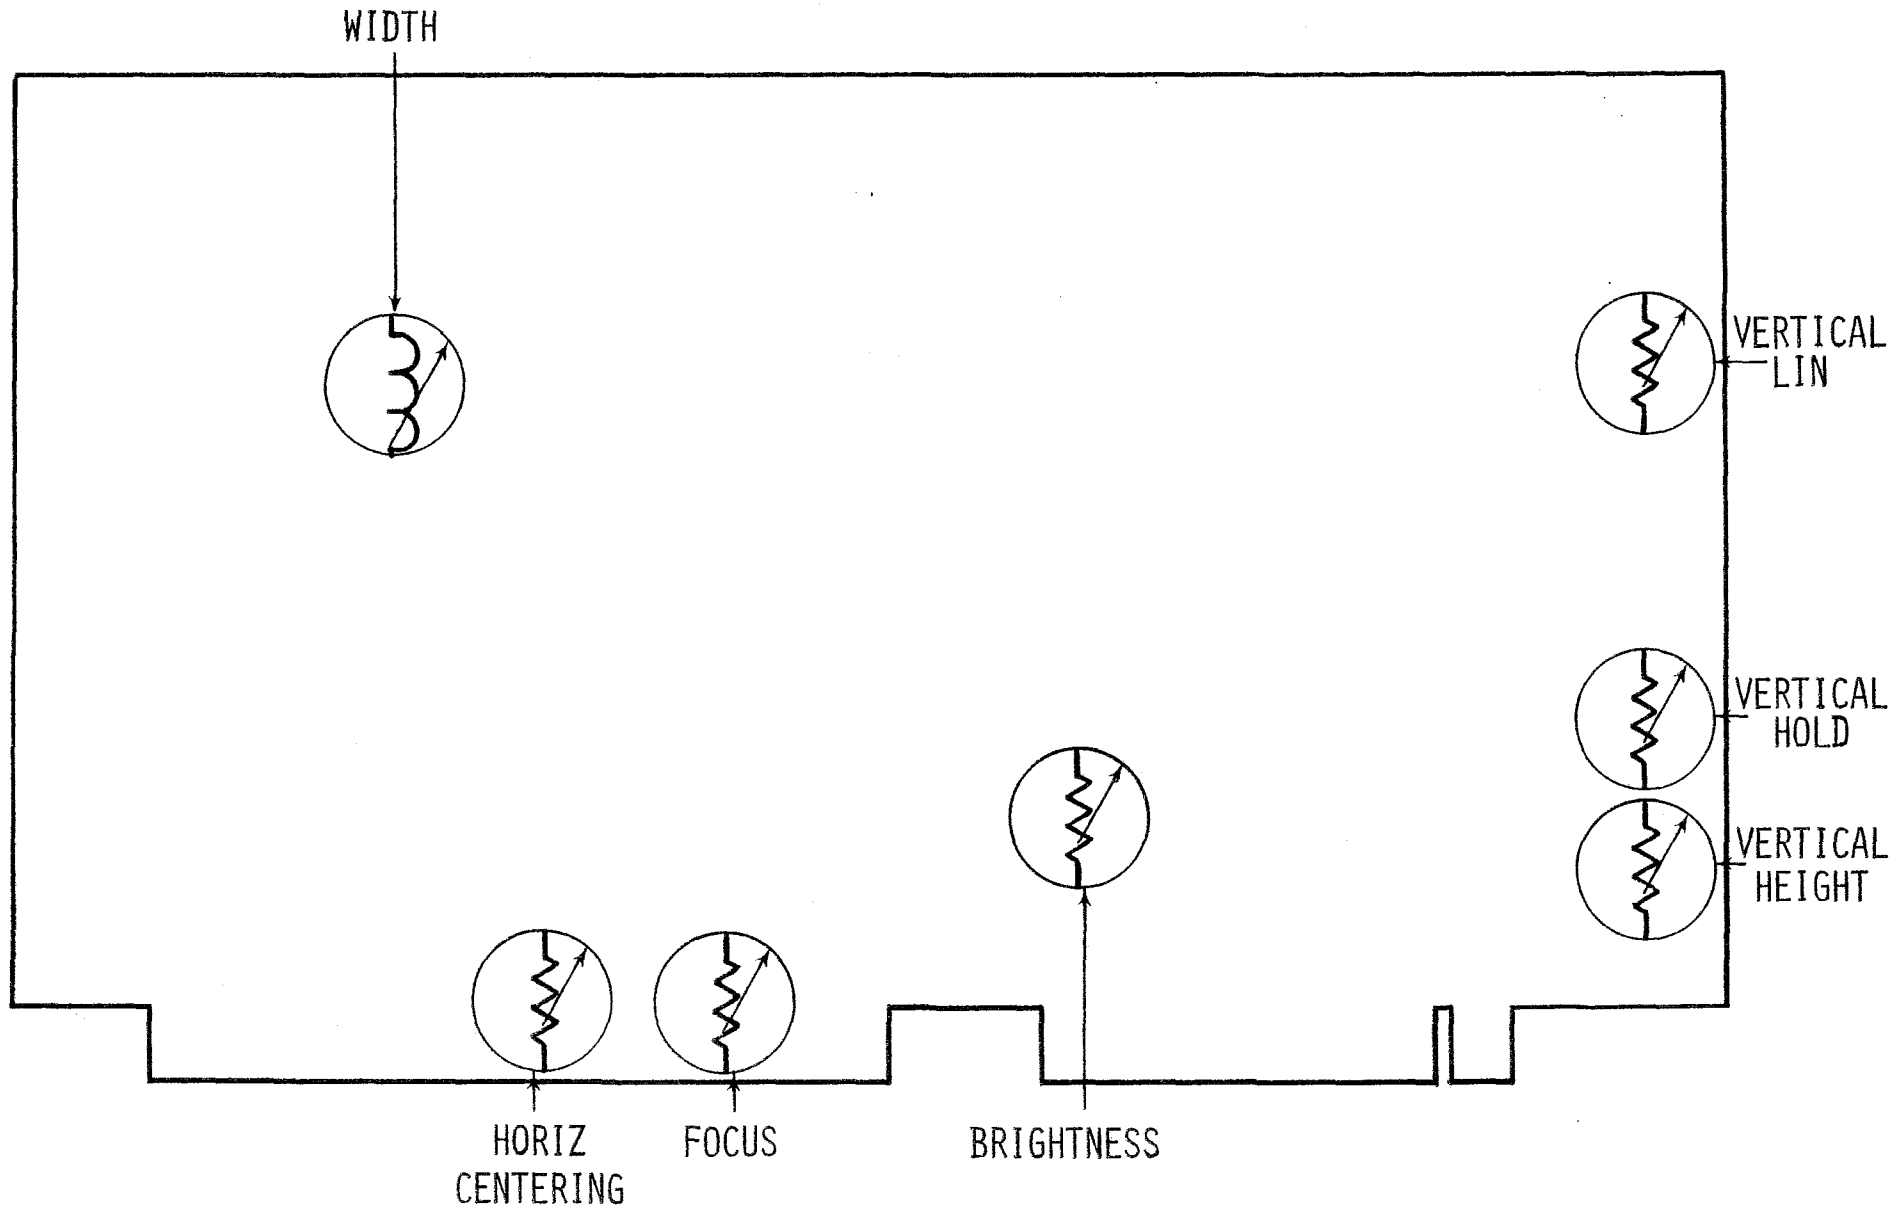 WIDTH
VERTICAL
LIN
VERTICAL
HOLD
VERTICAL
HEIGHT
HORIZ
CENTERING
FOCUS
BRIGHTNESS